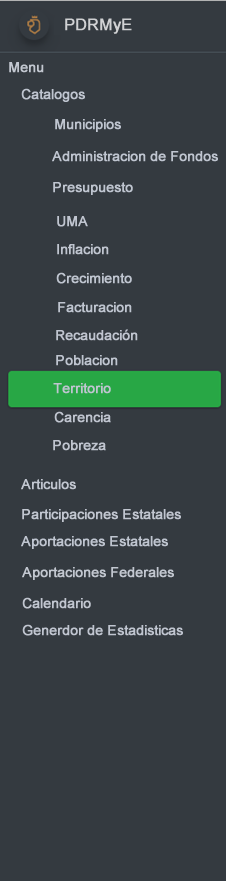 PDRMyE
Menu
Catalogos
Municipios
Administracion de Fondos
Presupuesto
UMA
Inflacion
Crecimiento
Facturacion
Recaudación
Poblacion
Territorio
Carencia
Pobreza
Articulos
Participaciones Estatales
Aportaciones Estatales
Aportaciones Federales
Calendario
Generdor de Estadisticas